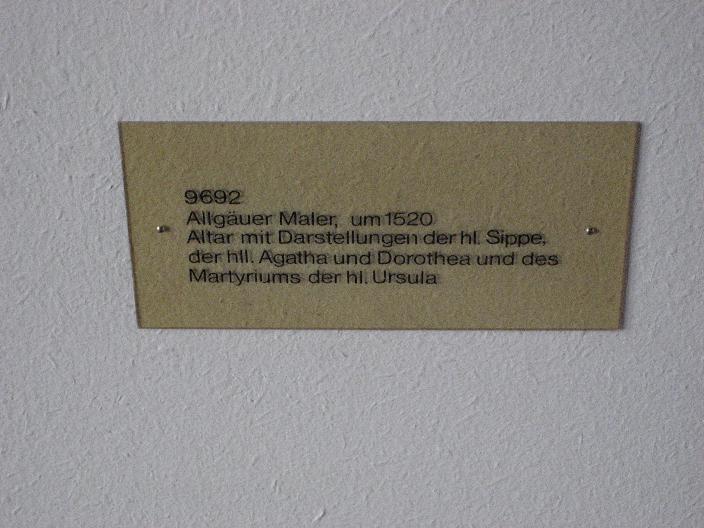 9692
Allgäuer Maler, um 1520
Altar mit Darstellungen der hl. Sippe,
der hll. Agatha und Dorothea und des
Martyriums der hl. Ursula